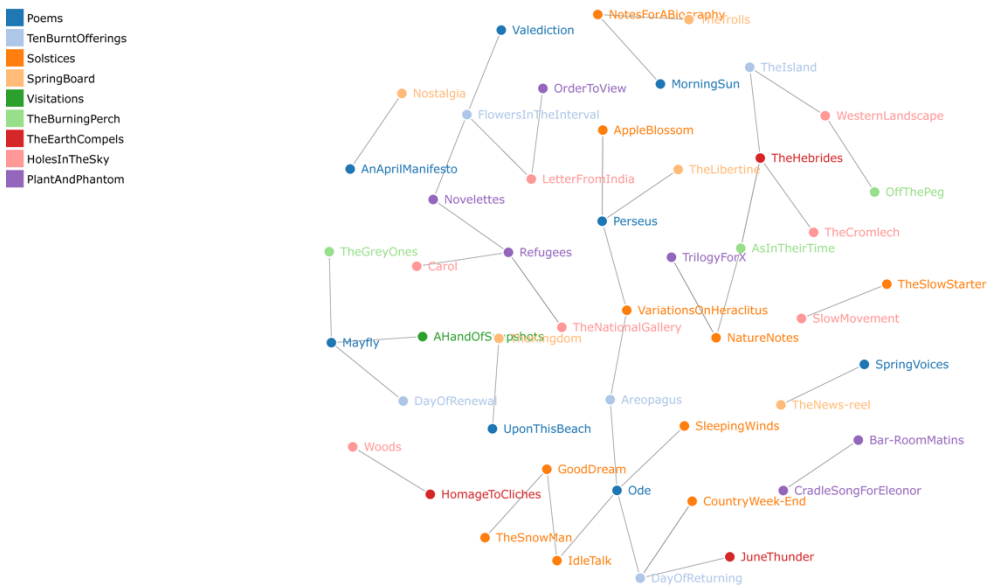 Poems
TenBurntOfferings
Solstices
SpringBoard
Visitations
TheBurningPerch
TheEarthCompels
HolesInTheSky
PlantAndPhantom
NotesForABiography
TheTrolls
Valediction
TheIsland
MorningSun
OrderToView
Nostalgia
FlowersInTheInterval
WesternLandscape
AppleBlossom
TheHebrides
AnAprilManifesto
TheLibertine
LetterFromIndia
OffThePeg
Novelettes
Perseus
TheCromlech
AsInTheirTime
TheGreyOnes
Refugees
TrilogyForX
Carol
TheSlowStarter
VariationsOnHeraclitus
SlowMovement
TheNationalGallery
AHandOfSnapshots
TheKingdom
NatureNotes
Mayfly
SpringVoices
Areopagus
DayOfRenewal
TheNews-reel
SleepingWinds
UponThisBeach
Bar-RoomMatins
Woods
GoodDream
Ode
CradleSongForEleonor
HomageToCliches
CountryWeek-End
TheSnowMan
JuneThunder
IdleTalk
DayOfReturning